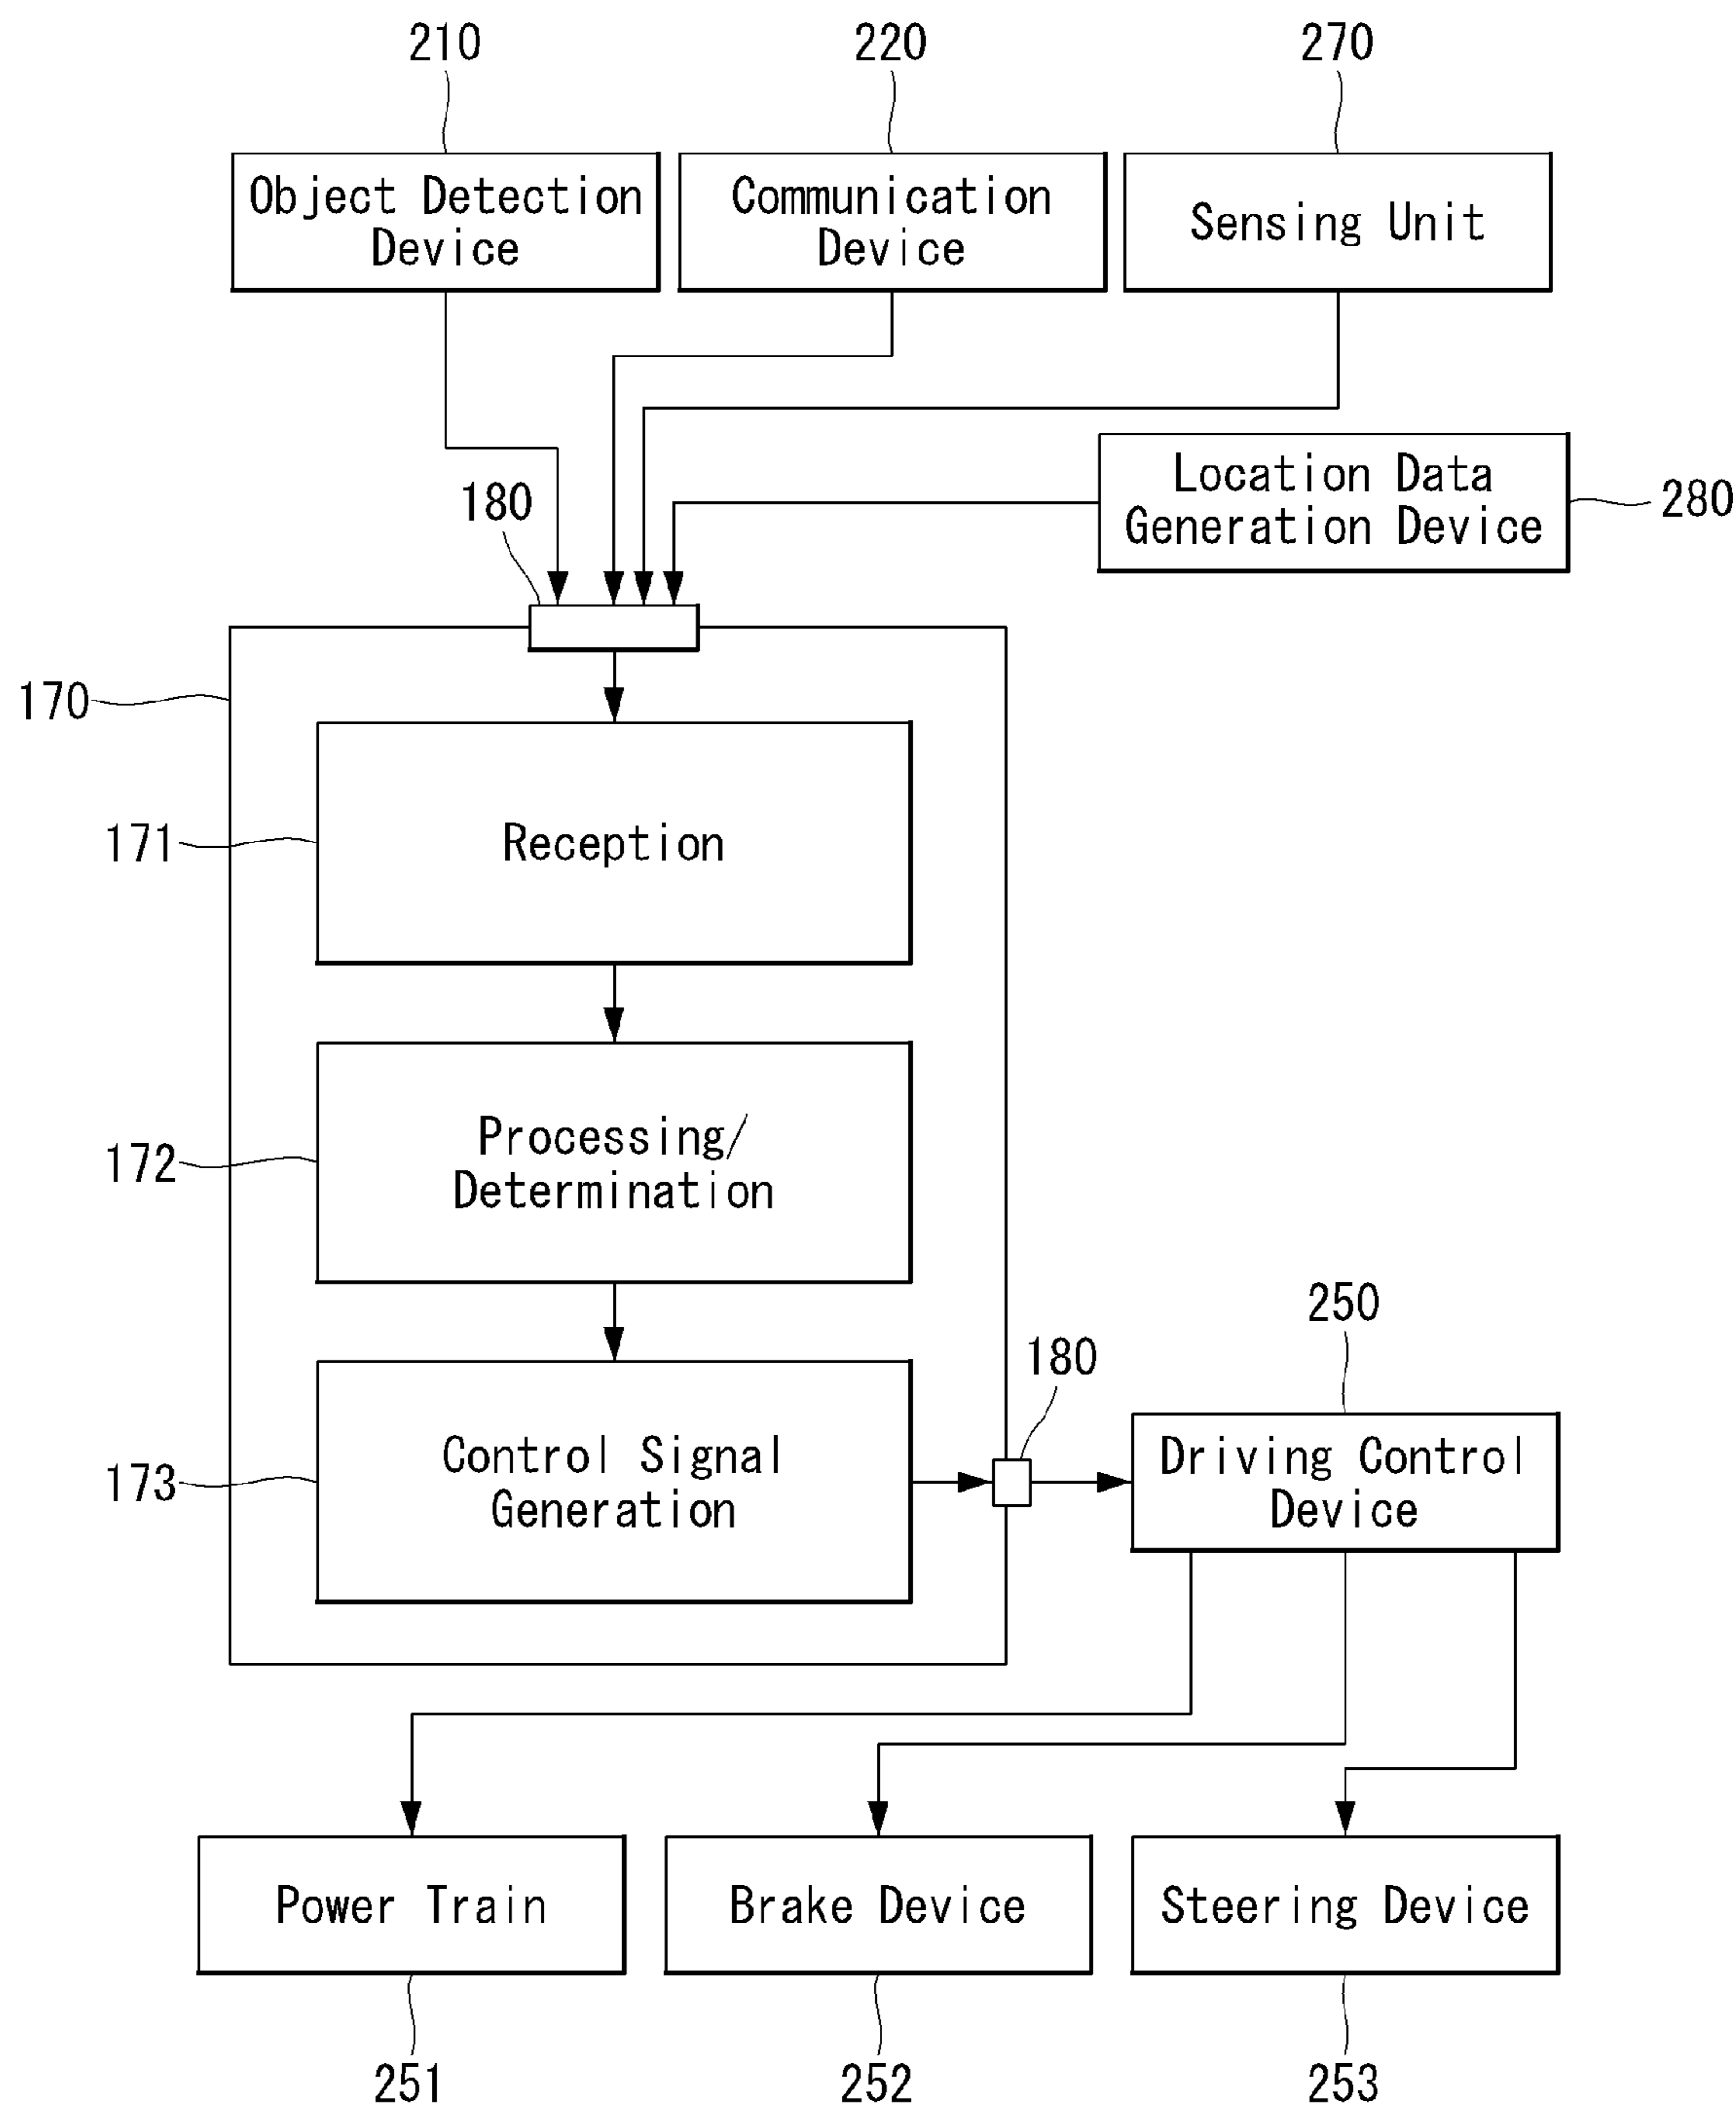 210
220
270
Object Detection
Device
Communication
Device
Sensing Unit
Location Data
Generation Device
280
180
170
Reception
171
Processing/
Determination
172
250
180
Control Signal
Generation
173
Driving Control
Device
Power Train
Brake Device
Steering Device
251
252
253